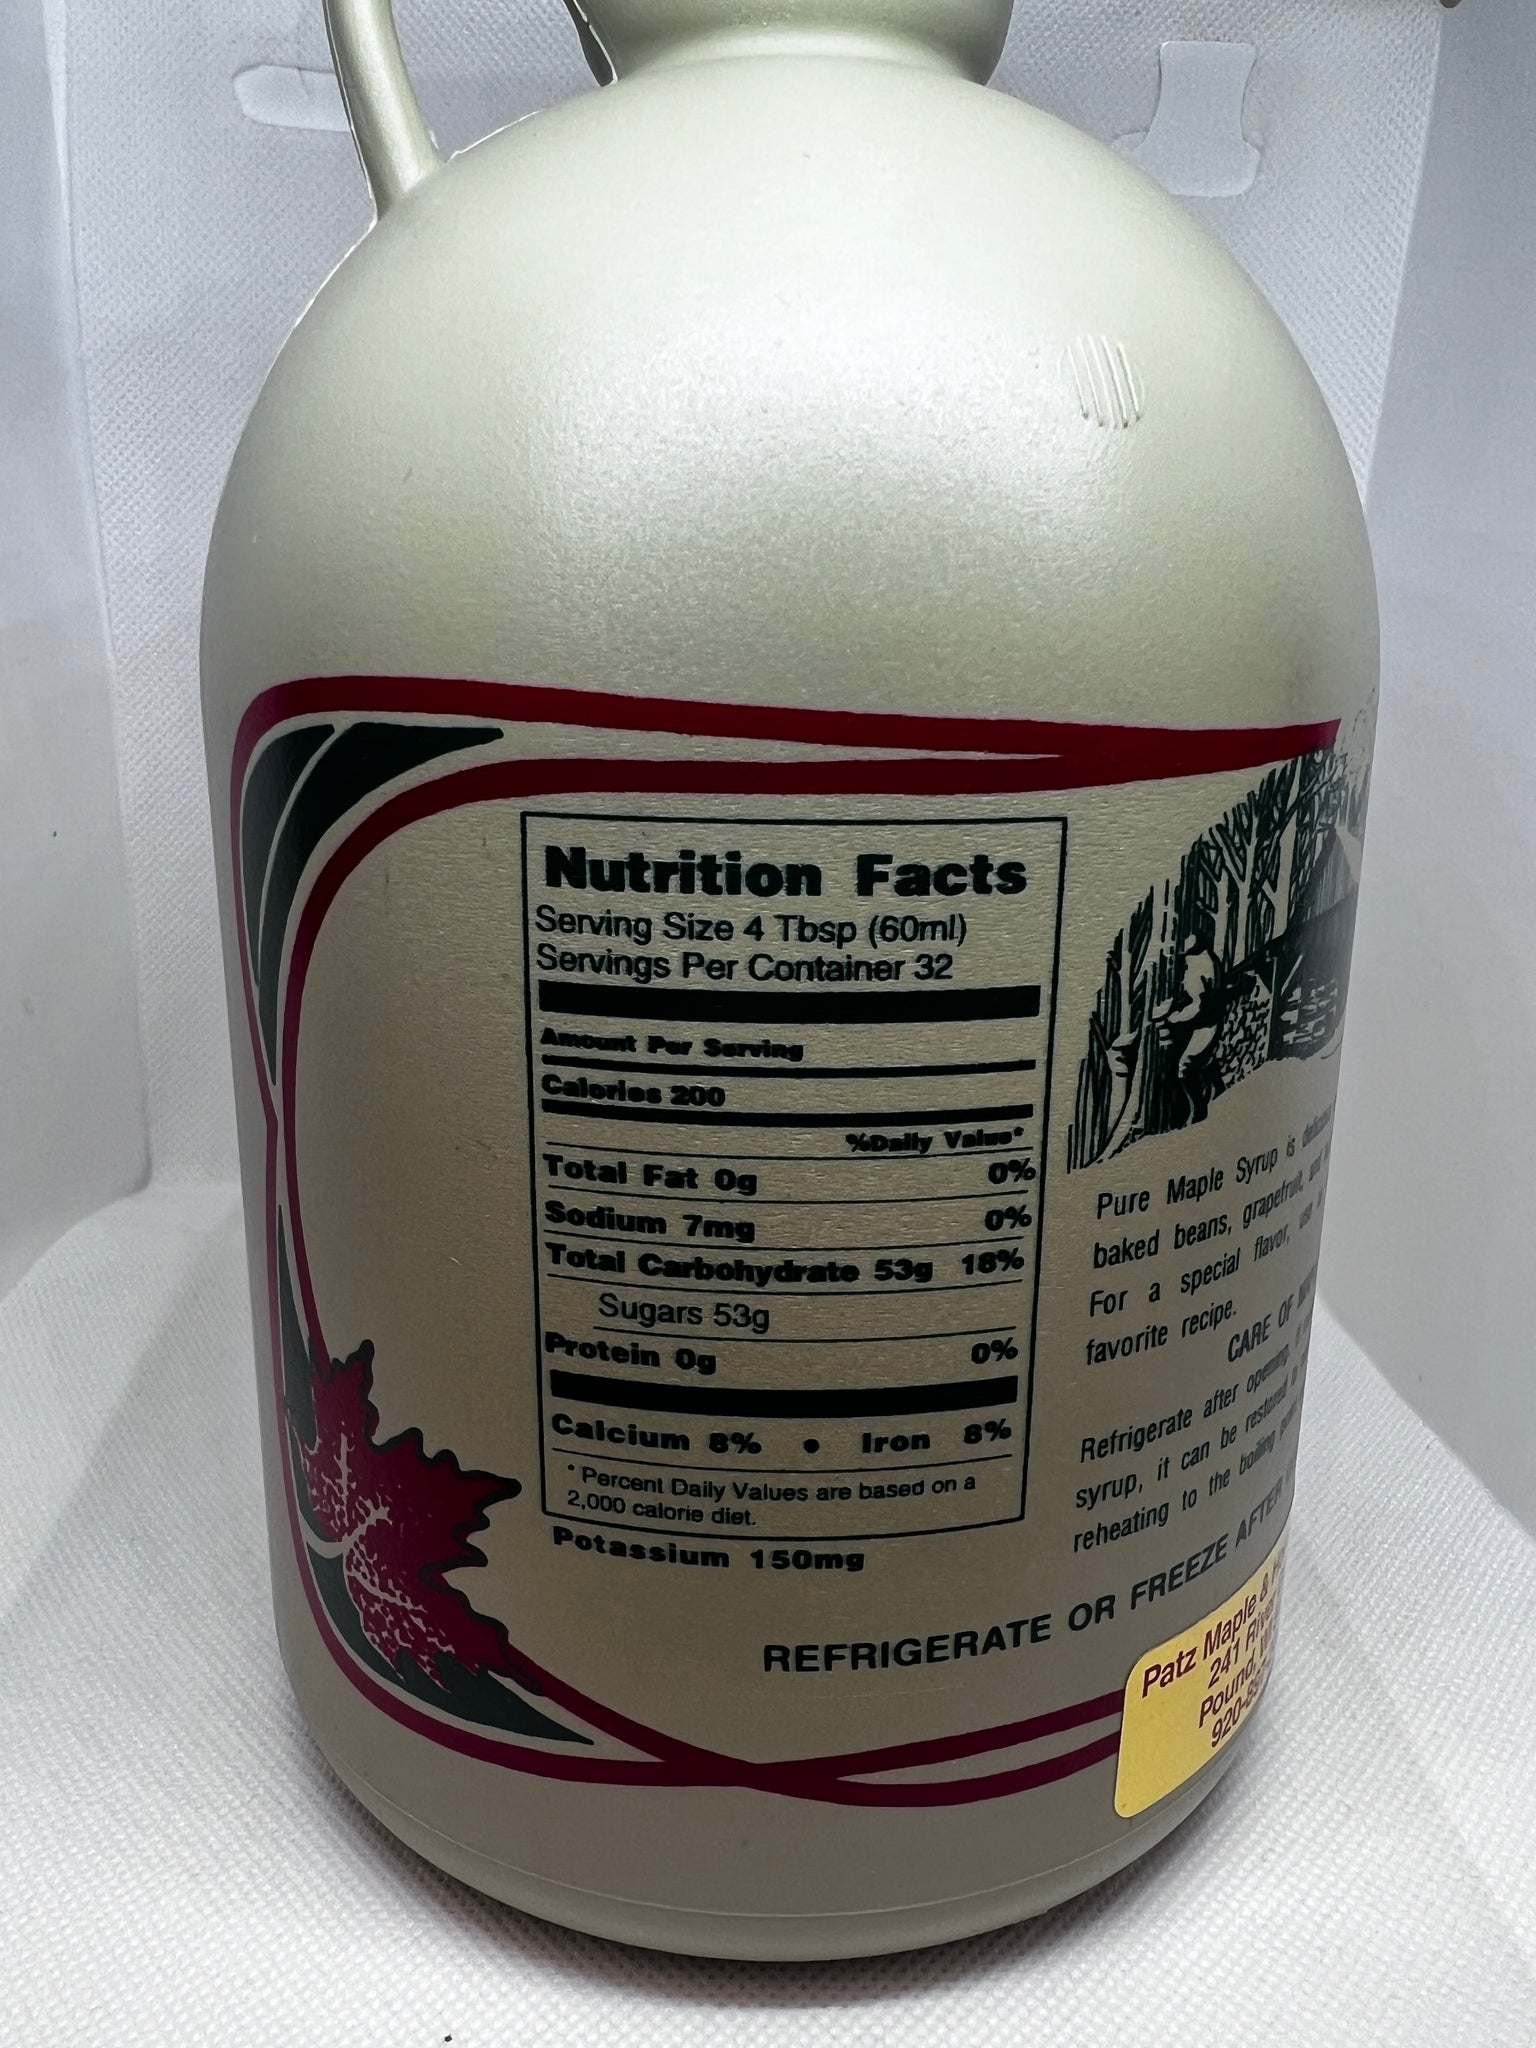 Nutrition Facts
Serving Size 4 Tbsp (60ml)
Servings Per Container 32
Amount Per Serving
Calories 200
%Daily Value*
Total Fat 0g 0%
Sodium 7mg 0%
Total Carbohydrate 53g 18%
Sugars 53g
Protein 0g 0%
Calcium 8% • Iron 8%
* Percent Daily Values are based on a
2,000 calorie diet.
Potassium 150mg
Pure Maple Syrup is
baked beans, grapefruit, and
For a special flavor, use
favorite recipe.
CARE OF
Refrigerate after opening.
syrup, it can be restored
reheating to the boiling
REFRIGERATE OR FREEZE AFTER
Patz Maple &
241
Pound,
920-